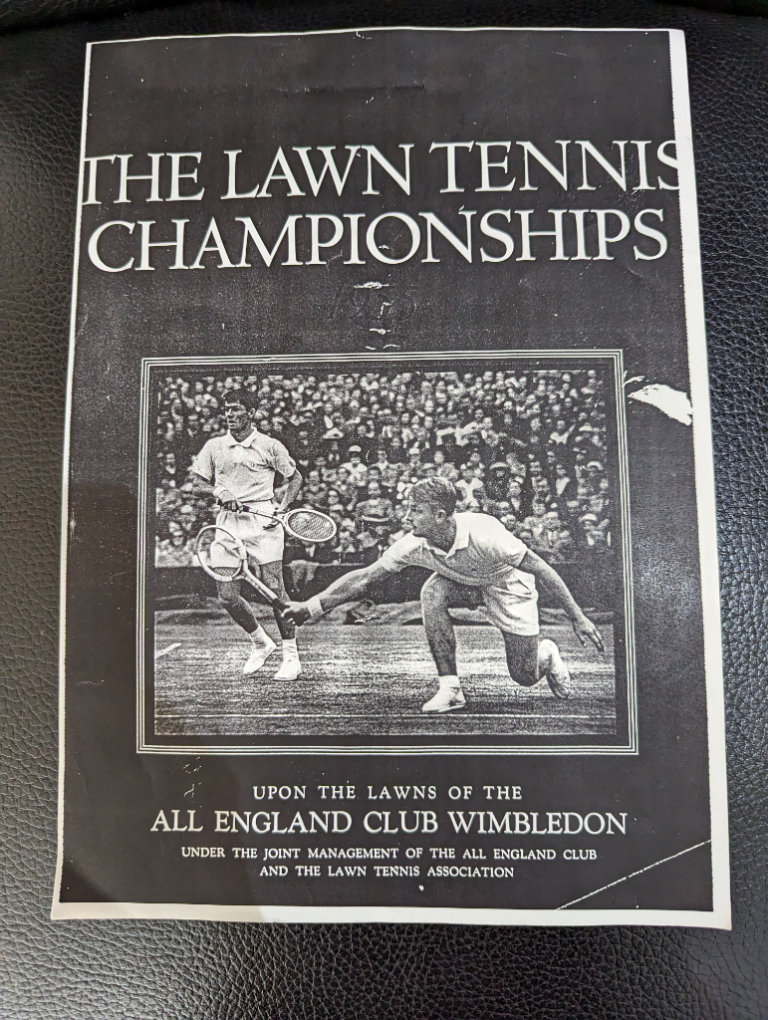 THE LAWN TENNIS
CHAMPIONSHIPS
UPON THE LAWNS OF THE
ALL ENGLAND CLUB WIMBLEDON
UNDER THE JOINT MANAGEMENT OF THE ALL ENGLAND CLUB
AND THE LAWN TENNIS ASSOCIATION